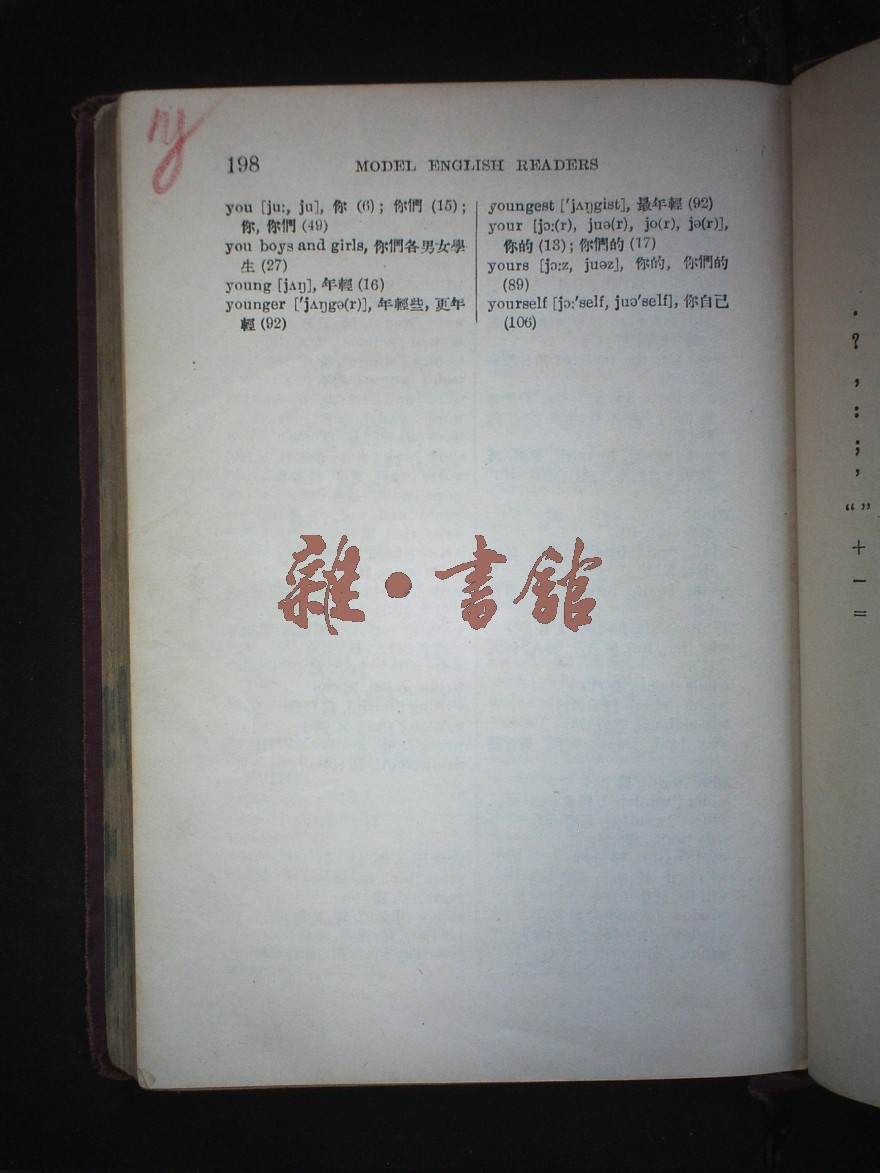 y
198 MODEL ENGLISH READERS
you [ju:, ju], 你 (6); 你們 (15);
你, 你們 (49)
you boys and girls, 你們各男女學
生 (27)
young [jʌŋ], 年輕 (16)
younger ['jʌŋgə(r)], 年輕些, 更年
輕 (92)
youngest ['jʌŋgist], 最年輕 (92)
your [jɔ:(r), juə(r), jo(r), jə(r)],
你的 (13); 你們的 (17)
yours [jɔ:z, juəz], 你的, 你們的
(89)
yourself [jɔ:'self, juə'self], 你自己
(106)
雜•書館
.
?
,
:
;
’
“ ”
+
−
=